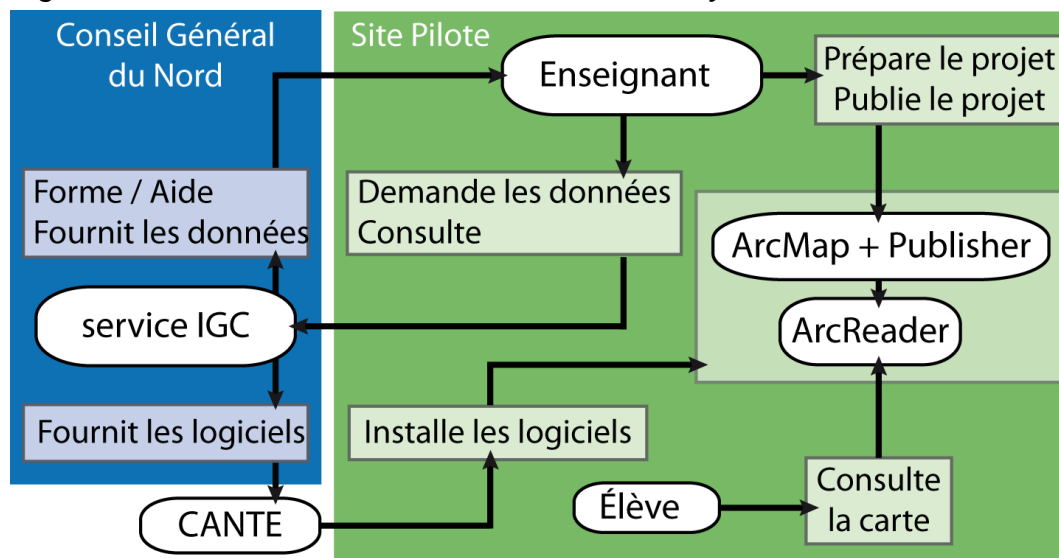 Conseil Général
du Nord
Site Pilote
Enseignant
Prépare le projet
Publie le projet
Forme / Aide
Fournit les données
Demande les données
Consulte
ArcMap + Publisher
service IGC
ArcReader
Fournit les logiciels
Installe les logiciels
CANTE
Élève
Consulte
la carte